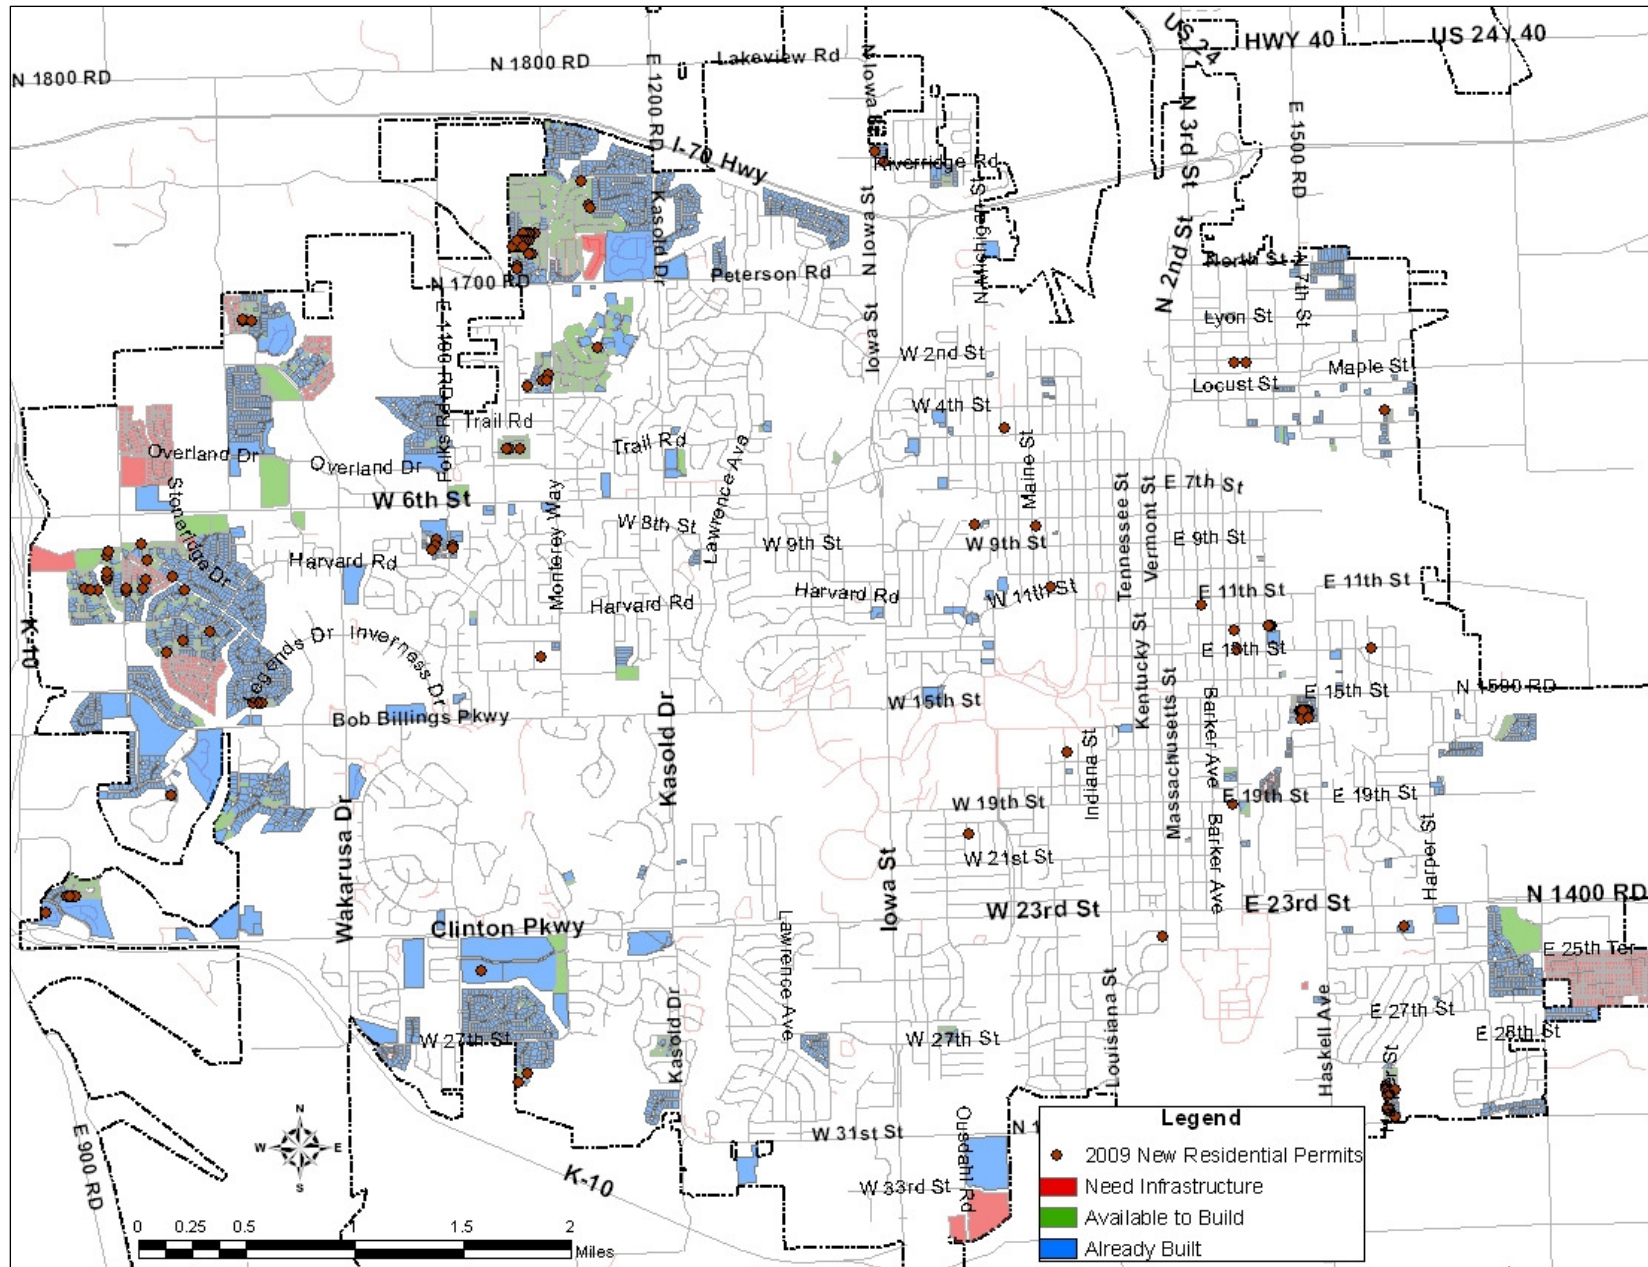 US 24
HWY 40
US 24 / 40
N 1800 RD
N 1800 RD
Lakeview Rd
E 1200 RD
N 3rd St
E 1500 RD
I-70 Hwy
Riverridge Rd
Kasold Dr
N Iowa St
N Michigan St
N 2nd St
North St
N 7th St
Peterson Rd
N 1700 RD
Lyon St
Iowa St
W 2nd St
Maple St
Locust St
W 4th St
Folks Rd
Trail Rd
Trail Rd
Overland Dr
Overland Dr
Lawrence Ave
Maine St
Stoneridge Dr
W 6th St
Monterey Way
Tennessee St
Vermont St
E 7th St
W 8th St
W 9th St
W 9th St
E 9th St
Harvard Rd
Harvard Rd
Harvard Rd
W 11th St
E 11th St
E 11th St
K-10
Legends Dr
Inverness Dr
Kentucky St
Massachusetts St
E 13th St
Barker Ave
E 15th St
N 1590 RD
W 15th St
Bob Billings Pkwy
Kasold Dr
Indiana St
Wakarusa Dr
W 19th St
E 19th St
E 19th St
Barker Ave
Harper St
W 21st St
Iowa St
Clinton Pkwy
Lawrence Ave
W 23rd St
E 23rd St
N 1400 RD
E 25th Ter
Louisiana St
Kasold Dr
Haskell Ave
W 27th St
W 27th St
E 27th St
E 28th St
E 900 RD
N
W E
S
K-10
W 31st St
Ousdahl Rd
W 33rd St
0 0.25 0.5 1 1.5 2
Miles
Legend
2009 New Residential Permits
Need Infrastructure
Available to Build
Already Built